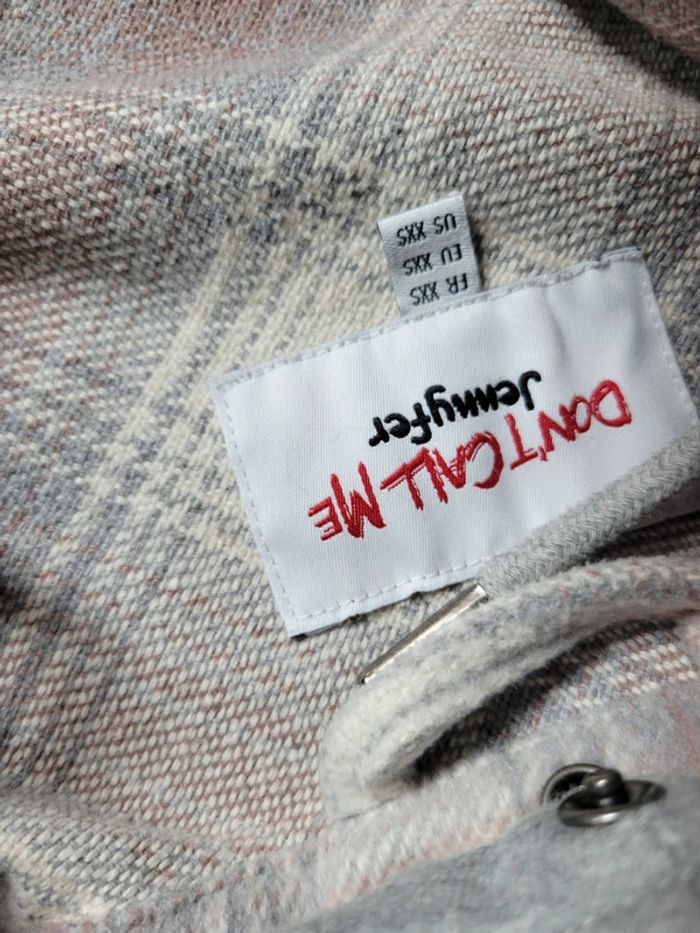 DON'T CALL ME
Jennyfer
FR XXS
EU XXS
US XXS